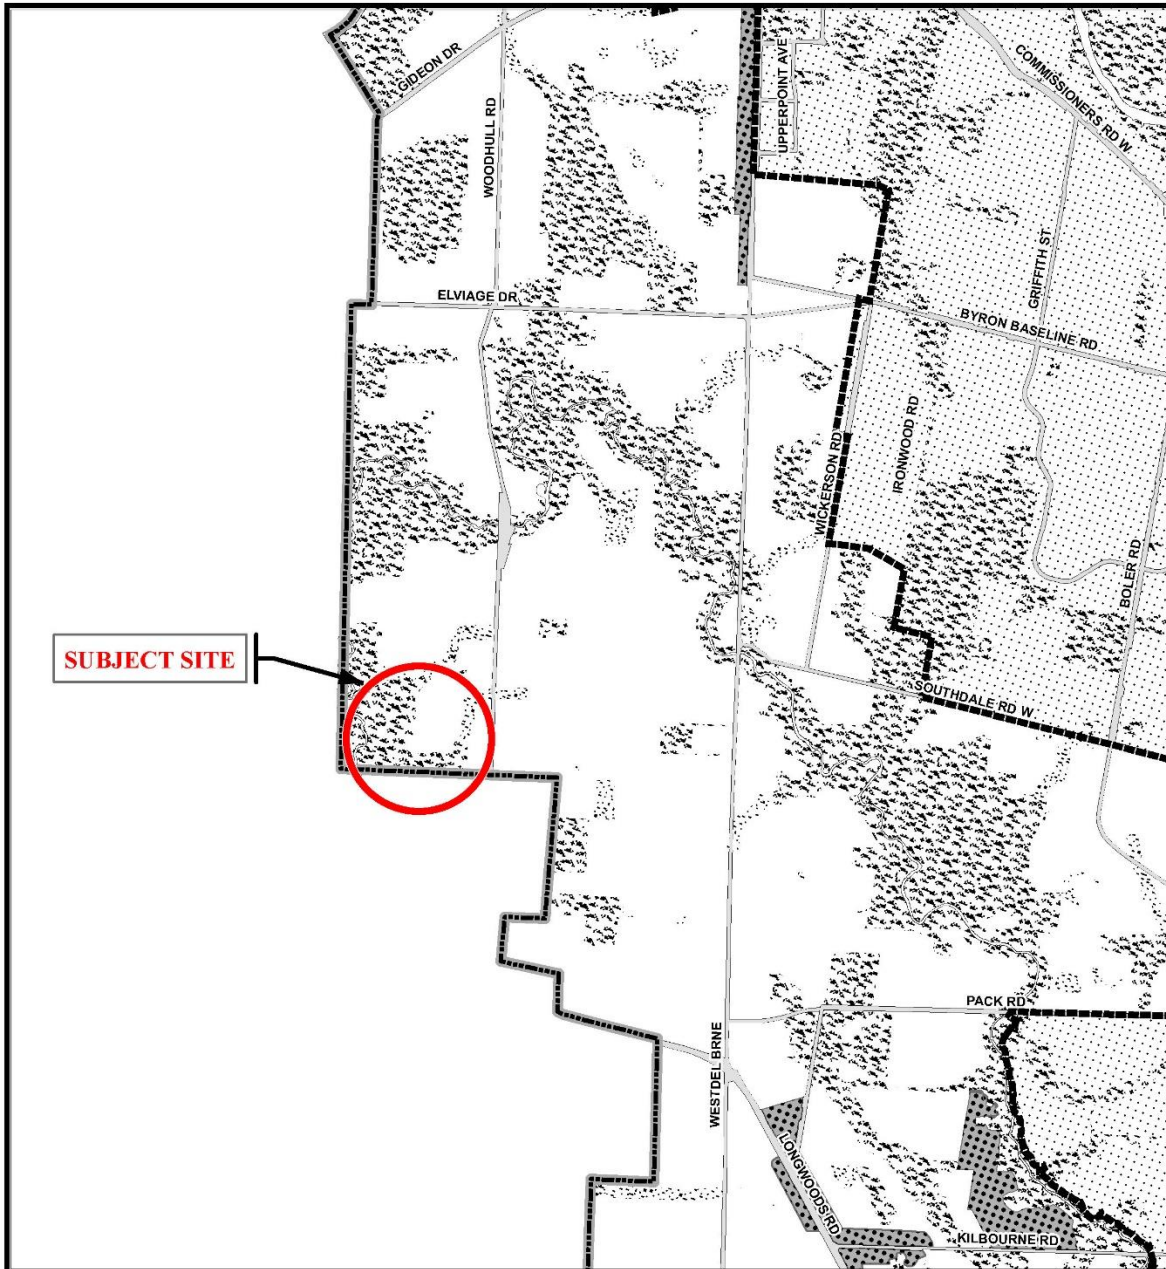 GIDEON DR
WOODHULL RD
UPPERPOINT AVE
COMMISSIONERS RD W
GRIFFITH ST
ELVIAGE DR
BYRON BASELINE RD
WICKERSON RD
IRONWOOD RD
BOLER RD
SUBJECT SITE
SOUTHDALE RD W
PACK RD
WESTDEL BRNE
LONGWOODS RD
KILBOURNE RD